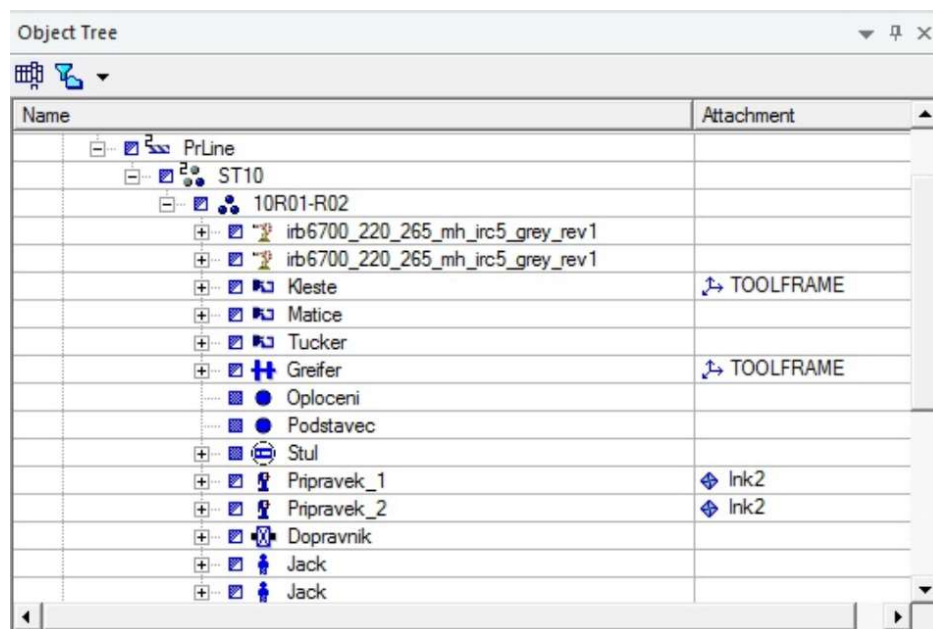 Object Tree
Name Attachment
PrLine
ST10
10R01-R02
irb6700_220_265_mh_irc5_grey_rev1
irb6700_220_265_mh_irc5_grey_rev1
Kleste TOOLFRAME
Matice
Tucker
Greifer TOOLFRAME
Oploceni
Podstavec
Stul
Pripravek_1 lnk2
Pripravek_2 lnk2
Dopravnik
Jack
Jack